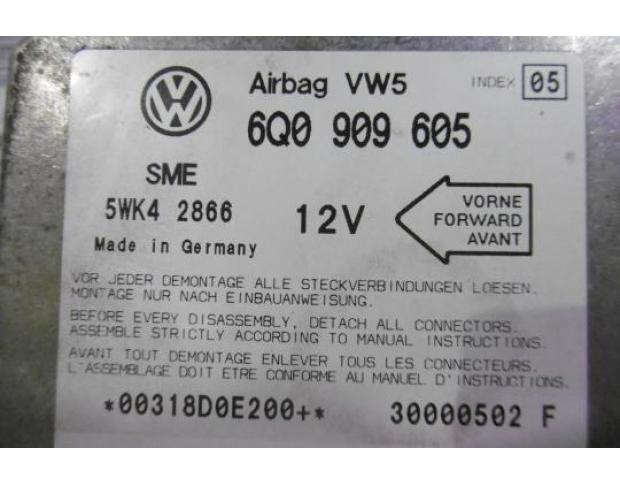 Airbag VW5 INDEX 05
6Q0 909 605
SME
5WK4 2866
12V
VORNE
FORWARD
AVANT
Made in Germany
VOR JEDER DEMONTAGE ALLE STECKVERBINDUNGEN LOESEN.
MONTAGE NUR NACH EINBAUANWEISUNG.
BEFORE EVERY DISASSEMBLY, DETACH ALL CONNECTORS.
ASSEMBLE STRICTLY ACCORDING TO MANUAL INSTRUCTIONS.
AVANT TOUT DEMONTAGE ENLEVER TOUS LES CONNECTEURS.
L'ASSEMBLAGE DOIT ETRE CONFORME AU MANUEL D'INSTRUCTIONS.
*00318D0E200+* 30000502 F